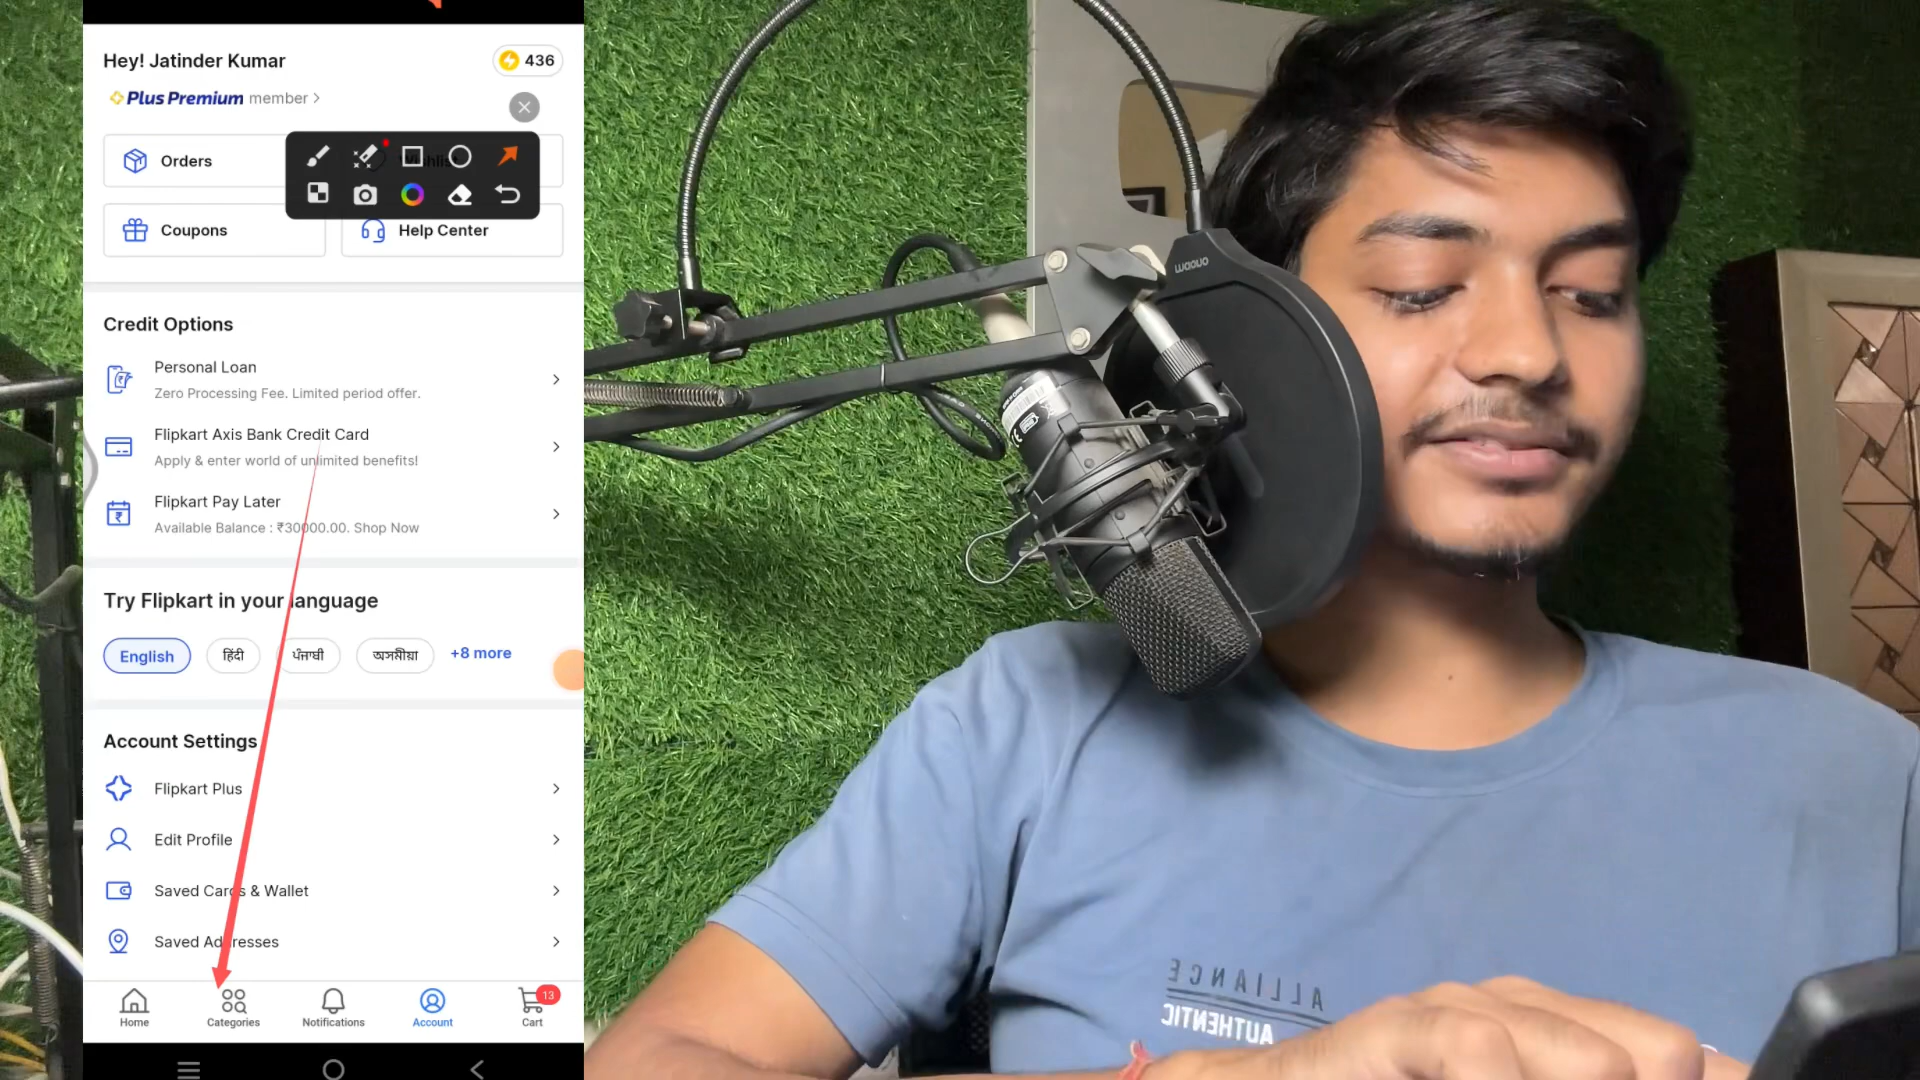 Hey! Jatinder Kumar
436
Plus Premium member
Orders
Coupons
Help Center
Credit Options
Personal Loan
Zero Processing Fee. Limited period offer.
Flipkart Axis Bank Credit Card
Apply & enter world of unlimited benefits!
Flipkart Pay Later
Available Balance : ₹30000.00. Shop Now
Try Flipkart in your language
English
हिंदी
ਪੰਜਾਬੀ
অসমীয়া
+8 more
Account Settings
Flipkart Plus
Edit Profile
Saved Cards & Wallet
Saved Addresses
Home
Categories
Notifications
Account
13
Cart
ALLIANCE
AUTHENTIC